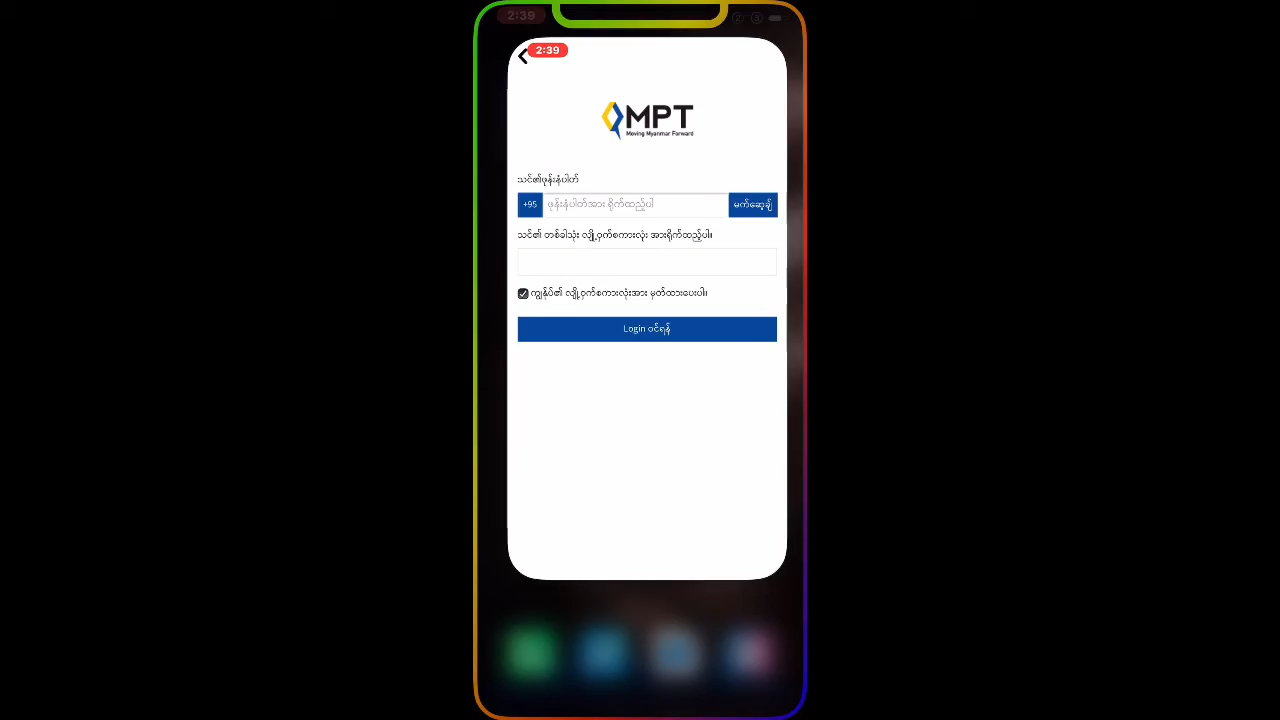 2:39
2:39
MPT
Moving Myanmar Forward
သင်၏ဖုန်းနံပါတ်
+95 ဖုန်းနံပါတ်အား ရိုက်ထည့်ပါ မက်ဆေ့ချ်
သင်၏ တစ်ခါသုံး လျှို့ဝှက်စကားလုံး အားရိုက်ထည့်ပါ။
ကျွန်ုပ်၏ လျှို့ဝှက်စကားလုံးအား မှတ်ထားပေးပါ။
Login ဝင်ရန်